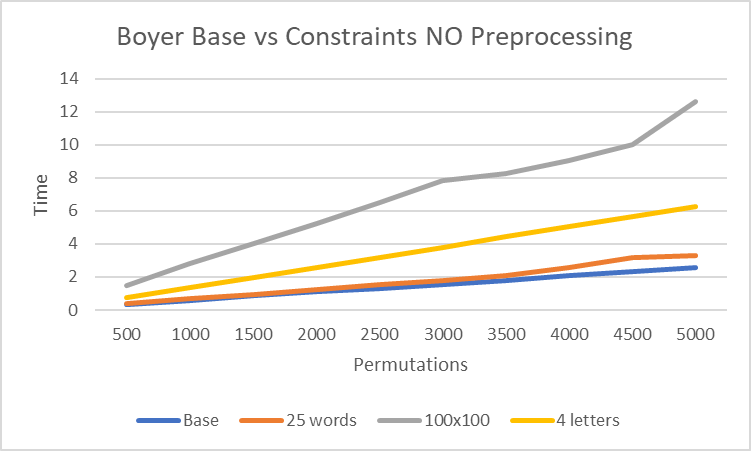 Boyer Base vs Constraints NO Preprocessing
14
12
10
8
6
4
2
0
Time
500 1000 1500 2000 2500 3000 3500 4000 4500 5000
Permutations
Base 25 words 100x100 4 letters